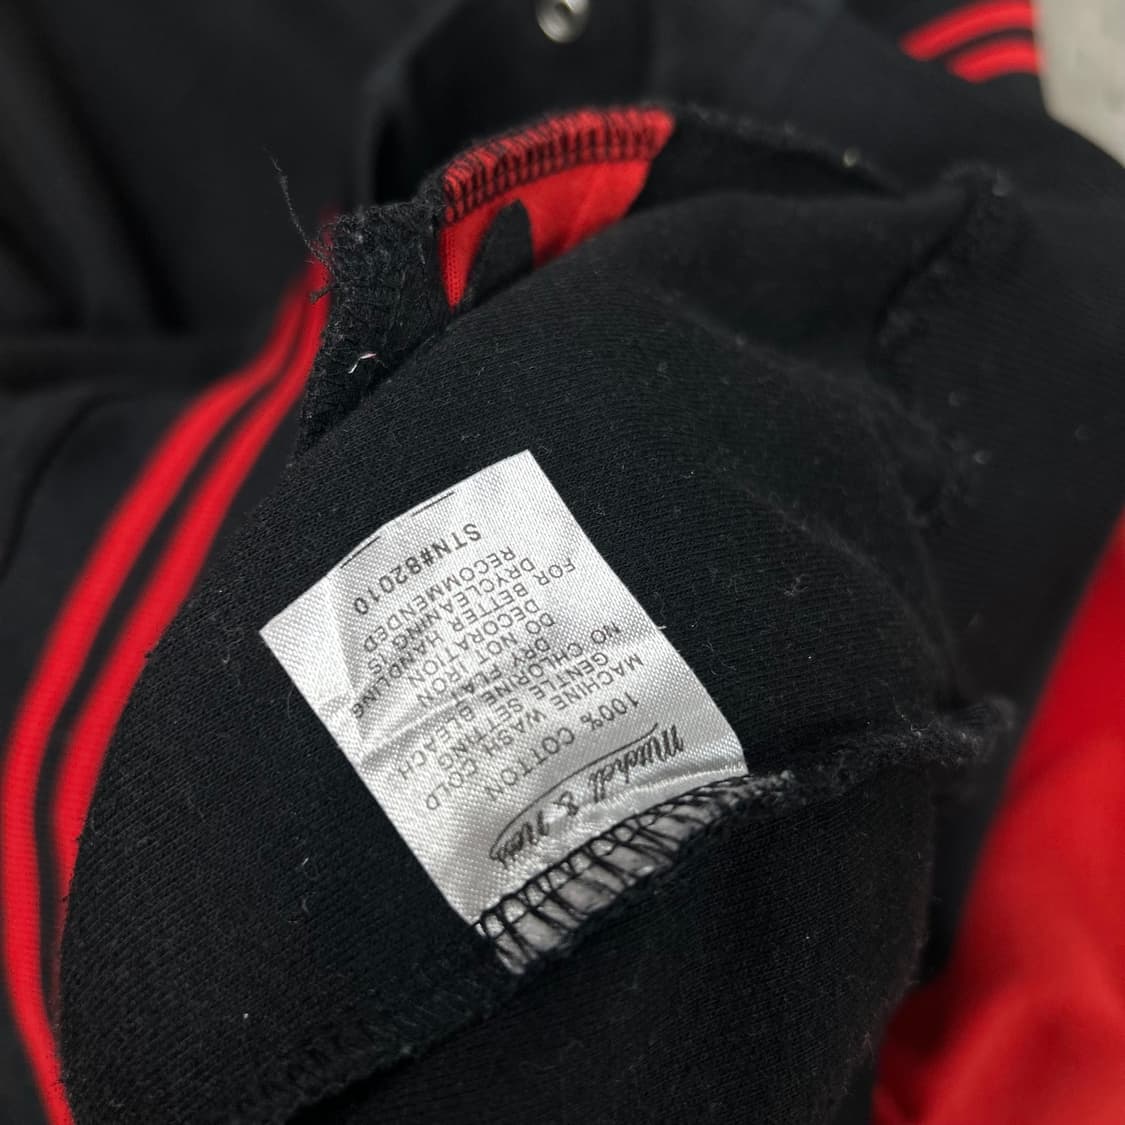 Mitchell & Ness
100% COTTON
MACHINE WASH COLD
GENTLE SETTING
NO CHLORINE BLEACH
DRY FLAT
DO NOT IRON
DECORATION
FOR BETTER HANDLING
DRYCLEANING IS
RECOMMENDED
STN#82010